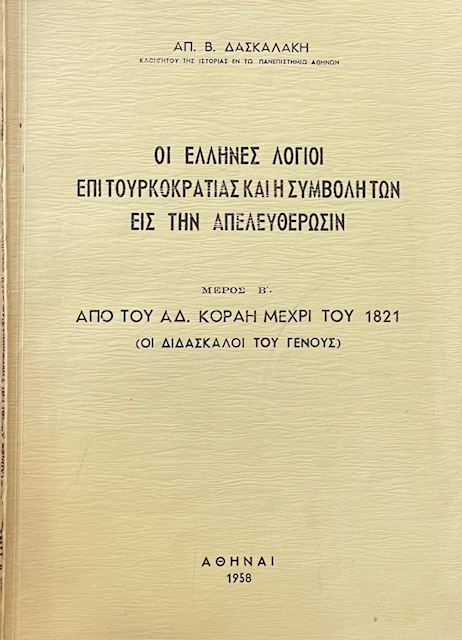 ΑΠ. Β. ΔΑΣΚΑΛΑΚΗ
ΚΑΘΗΓΗΤΟΥ ΤΗΣ ΙΣΤΟΡΙΑΣ ΕΝ ΤΩ ΠΑΝΕΠΙΣΤΗΜΙΩ ΑΘΗΝΩΝ
ΟΙ ΕΛΛΗΝΕΣ ΛΟΓΙΟΙ
ΕΠΙ ΤΟΥΡΚΟΚΡΑΤΙΑΣ ΚΑΙ Η ΣΥΜΒΟΛΗ ΤΩΝ
ΕΙΣ ΤΗΝ ΑΠΕΛΕΥΘΕΡΩΣΙΝ
ΜΕΡΟΣ Β'.
ΑΠΟ ΤΟΥ ΑΔ. ΚΟΡΑΗ ΜΕΧΡΙ ΤΟΥ 1821
(ΟΙ ΔΙΔΑΣΚΑΛΟΙ ΤΟΥ ΓΕΝΟΥΣ)
ΑΘΗΝΑΙ
1958